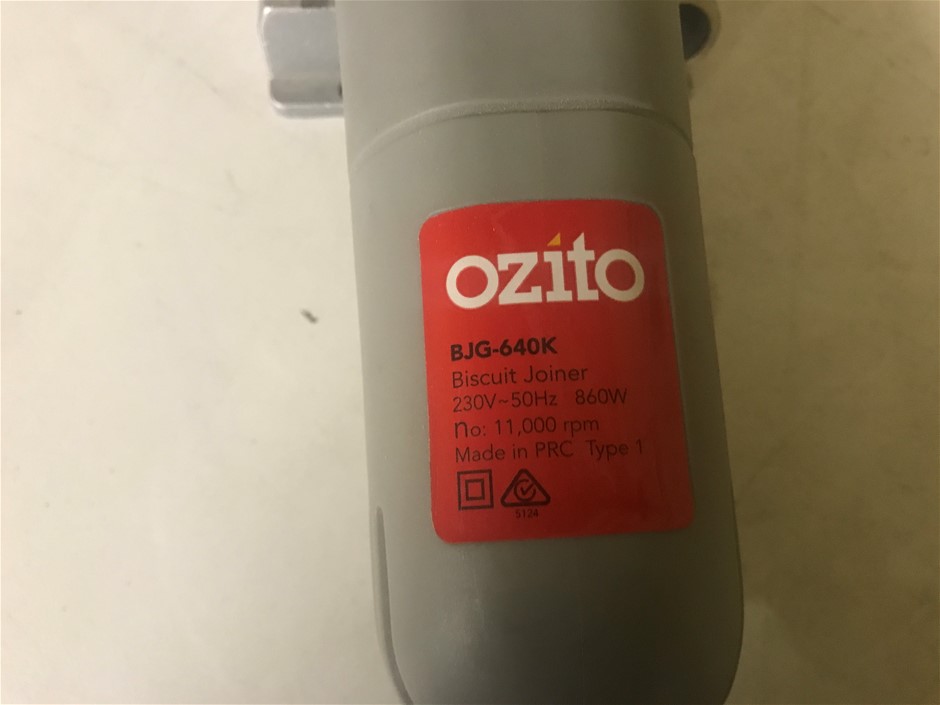 ozito
BJG-640K
Biscuit Joiner
230V~50Hz 860W
no: 11,000 rpm
Made in PRC Type 1
5124